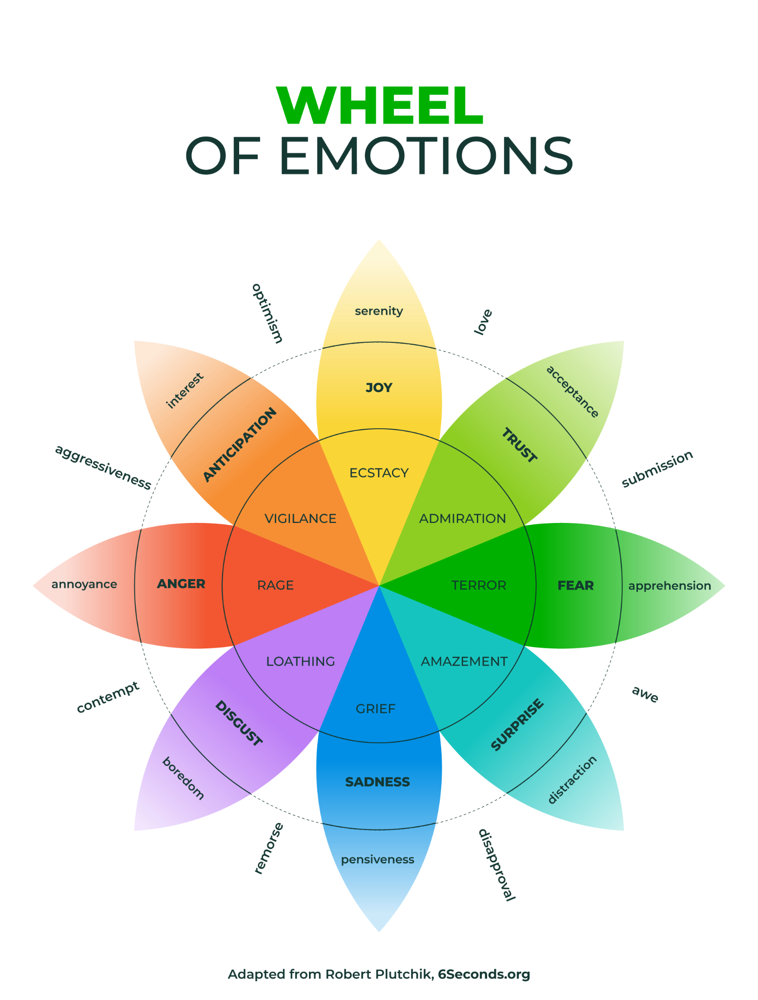 WHEEL
OF EMOTIONS
optimism
serenity
love
interest
acceptance
JOY
ANTICIPATION
TRUST
aggressiveness
submission
ECSTACY
VIGILANCE
ADMIRATION
annoyance
ANGER
RAGE
TERROR
FEAR
apprehension
LOATHING
AMAZEMENT
contempt
awe
GRIEF
DISGUST
SURPRISE
boredom
SADNESS
distraction
remorse
pensiveness
disapproval
Adapted from Robert Plutchik, 6Seconds.org